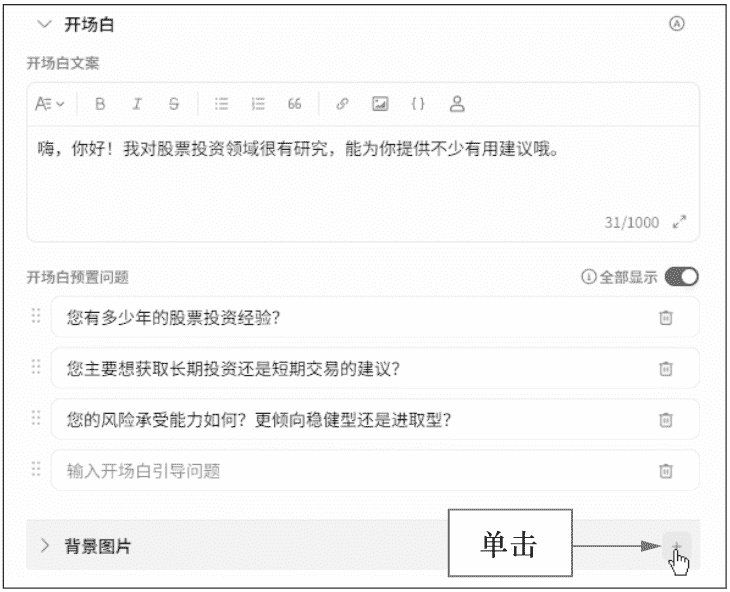 开场白
开场白文案
B I S 66 {}
嗨，你好！我对股票投资领域很有研究，能为你提供不少有用建议哦。
31/1000
开场白预置问题 全部显示
您有多少年的股票投资经验？
您主要想获取长期投资还是短期交易的建议？
您的风险承受能力如何？更倾向稳健型还是进取型？
输入开场白引导问题
背景图片 单击